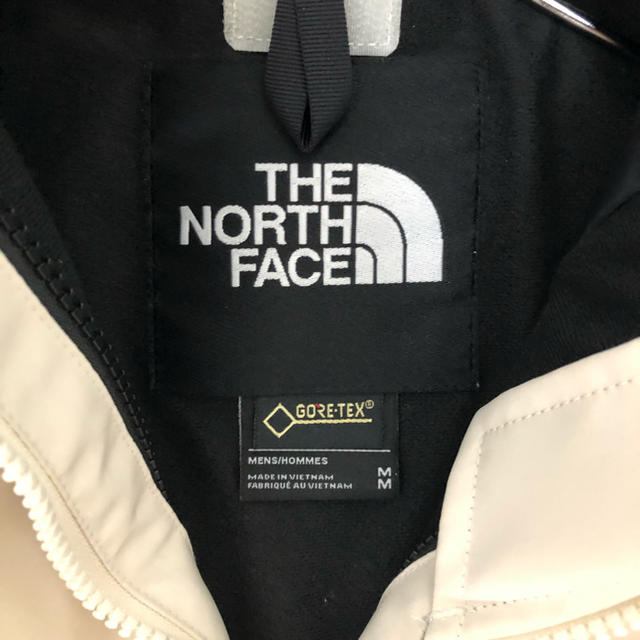 THE
NORTH
FACE
GORE-TEX®
MENS/HOMMES
MADE IN VIETNAM M
FABRIQUÉ AU VIETNAM M